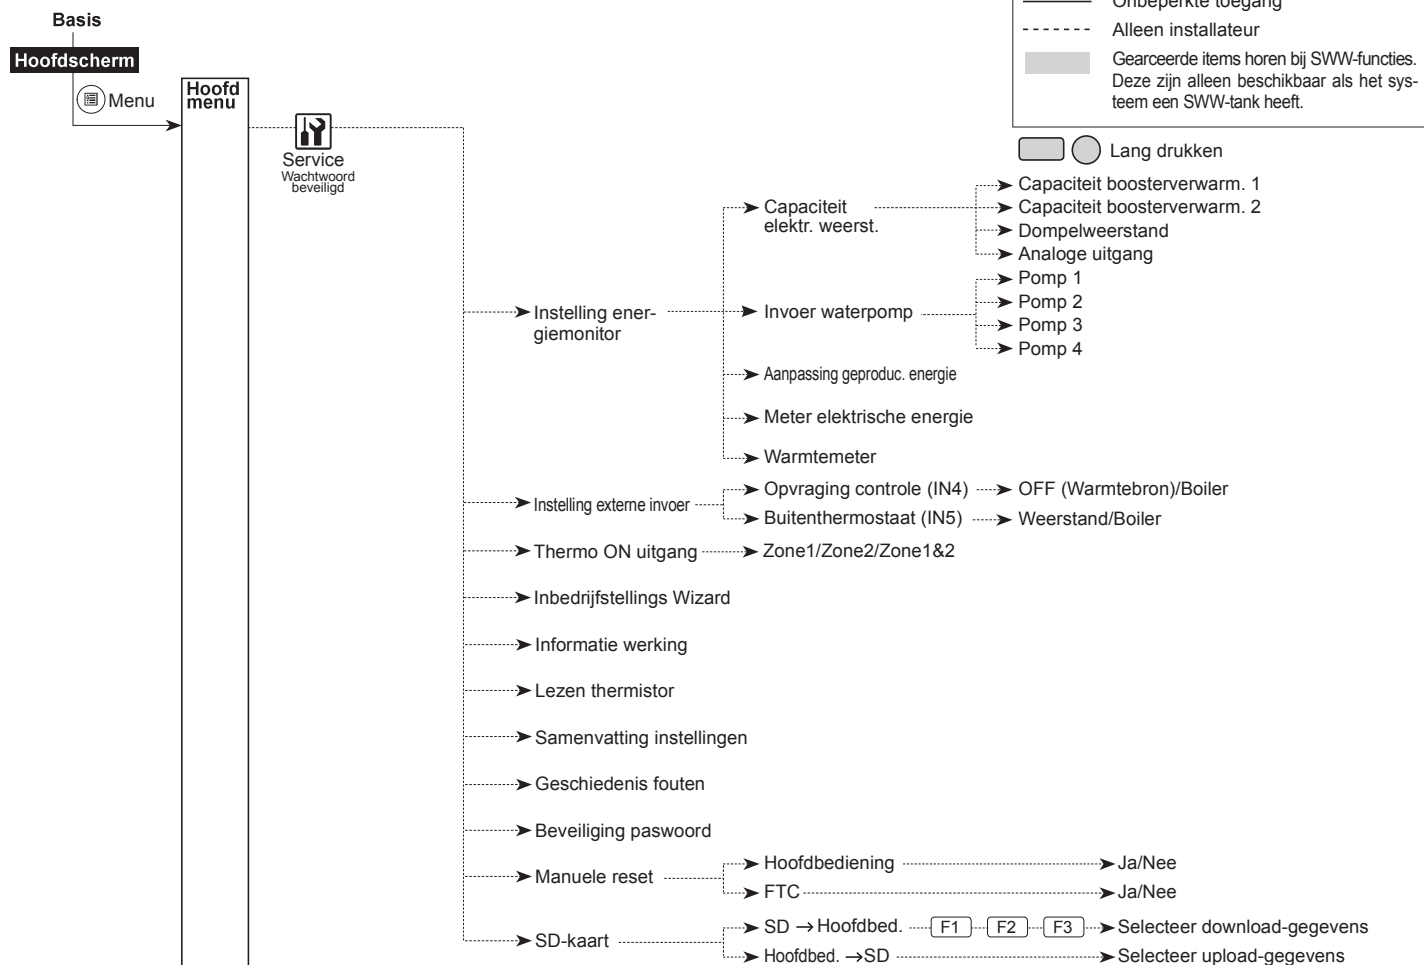 Onbeperkte toegang
Alleen installateur
Gearceerde items horen bij SWW-functies.
Deze zijn alleen beschikbaar als het sys-
teem een SWW-tank heeft.
Lang drukken
Basis
Hoofdscherm
Menu
Hoofd
menu
Service
Wachtwoord
beveiligd
Instelling ener-
giemonitor
Capaciteit
elektr. weerst.
Capaciteit boosterverwarm. 1
Capaciteit boosterverwarm. 2
Dompelweerstand
Analoge uitgang
Invoer waterpomp
Pomp 1
Pomp 2
Pomp 3
Pomp 4
Aanpassing geproduc. energie
Meter elektrische energie
Warmtemeter
Instelling externe invoer
Opvraging controle (IN4)
OFF (Warmtebron)/Boiler
Buitenthermostaat (IN5)
Weerstand/Boiler
Thermo ON uitgang
Zone1/Zone2/Zone1&2
Inbedrijfstellings Wizard
Informatie werking
Lezen thermistor
Samenvatting instellingen
Geschiedenis fouten
Beveiliging paswoord
Manuele reset
Hoofdbediening
Ja/Nee
FTC
Ja/Nee
SD-kaart
SD → Hoofdbed.
F1
F2
F3
Selecteer download-gegevens
Hoofdbed. → SD
Selecteer upload-gegevens